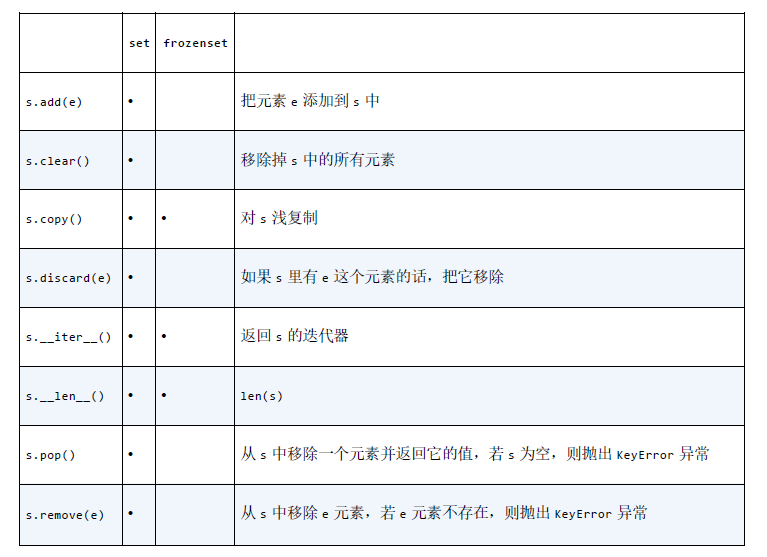 set frozenset
s.add(e) • 把元素 e 添加到 s 中
s.clear() • 移除掉 s 中的所有元素
s.copy() • • 对 s 浅复制
s.discard(e) • 如果 s 里有 e 这个元素的话，把它移除
s.__iter__() • • 返回 s 的迭代器
s.__len__() • • len(s)
s.pop() • 从 s 中移除一个元素并返回它的值，若 s 为空，则抛出 KeyError 异常
s.remove(e) • 从 s 中移除 e 元素，若 e 元素不存在，则抛出 KeyError 异常